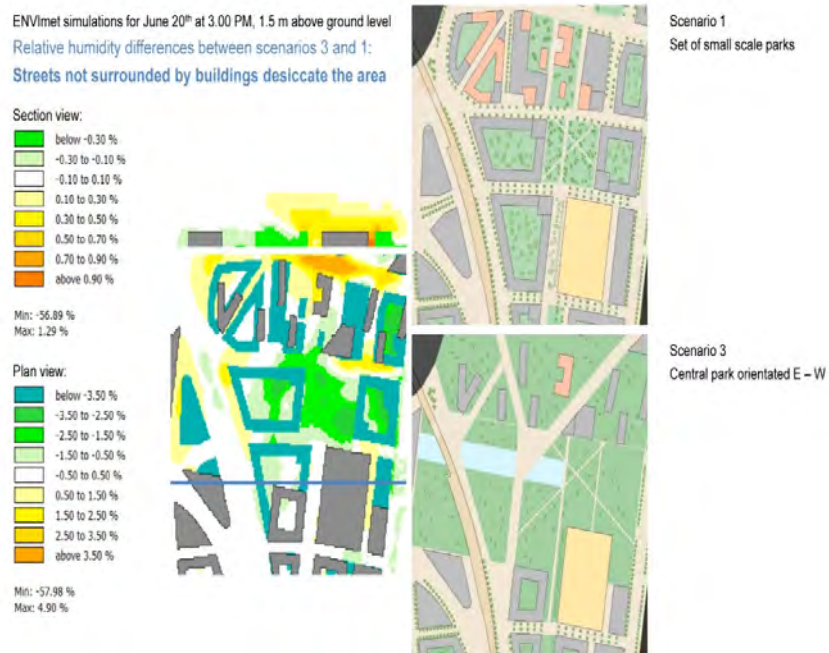 ENVImet simulations for June 20th at 3.00 PM, 1.5 m above ground level
Relative humidity differences between scenarios 3 and 1:
Streets not surrounded by buildings desiccate the area
Section view:
below -0.30 %
-0.30 to -0.10 %
-0.10 to 0.10 %
0.10 to 0.30 %
0.30 to 0.50 %
0.50 to 0.70 %
0.70 to 0.90 %
above 0.90 %
Min: -56.89 %
Max: 1.29 %
Plan view:
below -3.50 %
-3.50 to -2.50 %
-2.50 to -1.50 %
-1.50 to -0.50 %
-0.50 to 0.50 %
0.50 to 1.50 %
1.50 to 2.50 %
2.50 to 3.50 %
above 3.50 %
Min: -57.98 %
Max: 4.90 %
Scenario 1
Set of small scale parks
Scenario 3
Central park orientated E – W